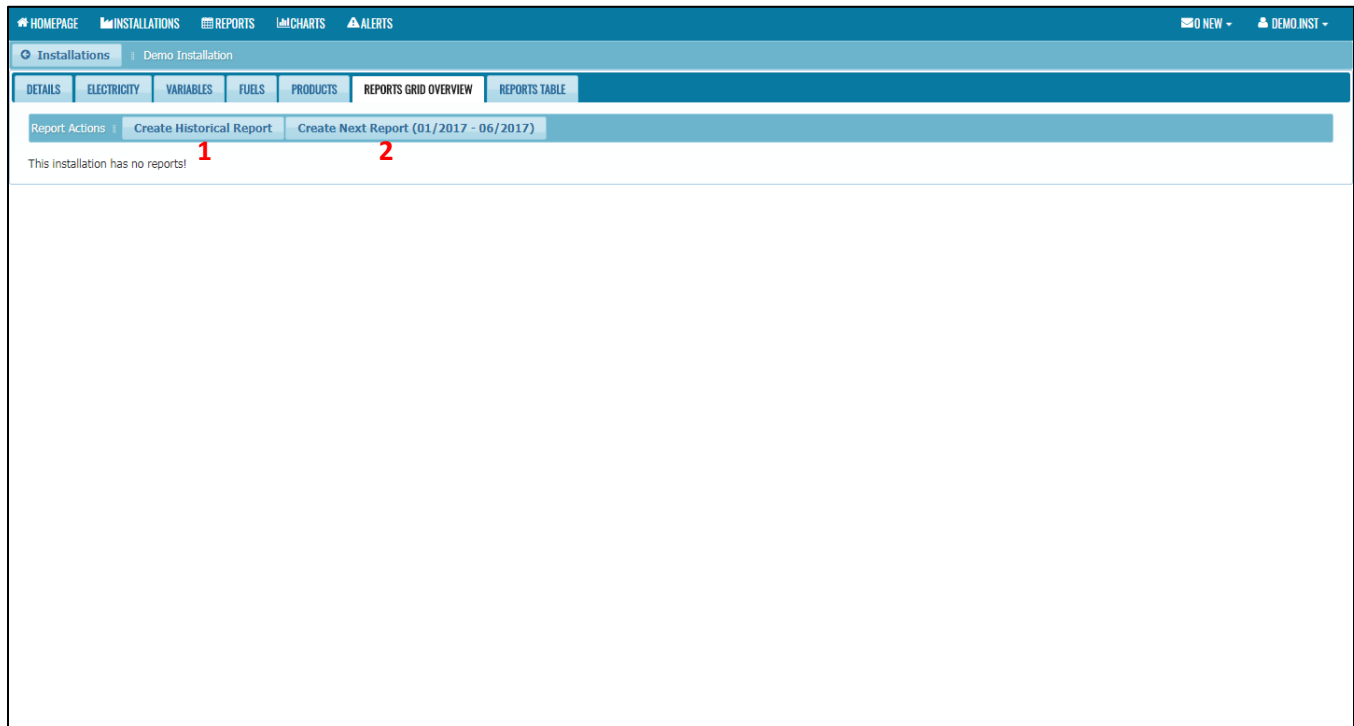 HOMEPAGE INSTALLATIONS REPORTS CHARTS ALERTS 0 NEW DEMO.INST
Installations Demo Installation
DETAILS ELECTRICITY VARIABLES FUELS PRODUCTS REPORTS GRID OVERVIEW REPORTS TABLE
Report Actions Create Historical Report Create Next Report (01/2017 - 06/2017)
1 2
This installation has no reports!